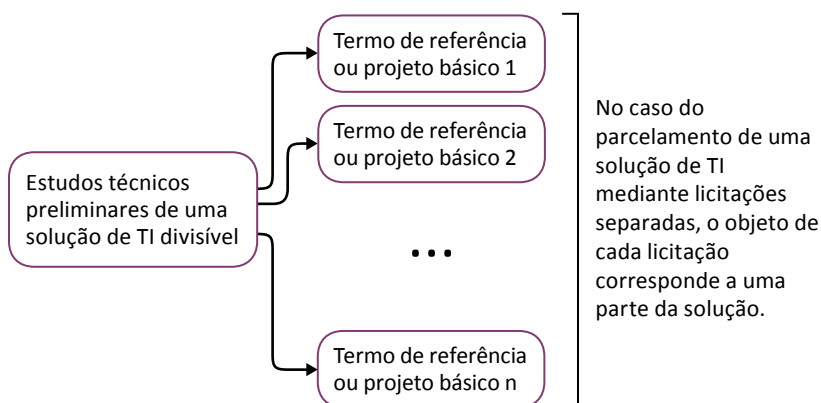 Termo de referência
ou projeto básico 1
Termo de referência
ou projeto básico 2
Estudos técnicos
preliminares de uma
solução de TI divisível
...
Termo de referência
ou projeto básico n
No caso do
parcelamento de uma
solução de TI
mediante licitações
separadas, o objeto de
cada licitação
corresponde a uma
parte da solução.